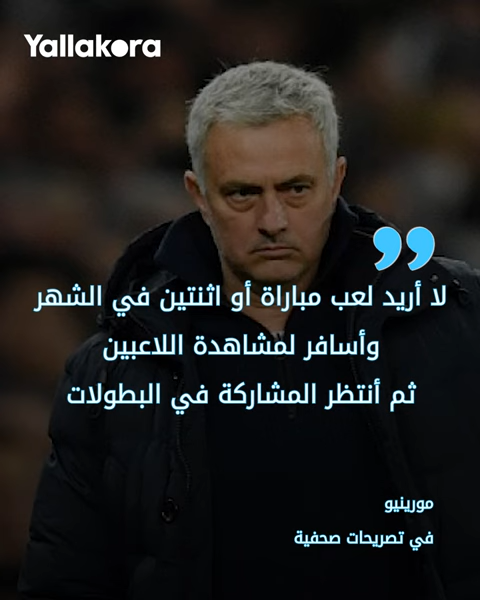 Yallakora
لا أريد لعب مباراة أو اثنتين في الشهر
وأسافر لمشاهدة اللاعبين
ثم أنتظر المشاركة في البطولات
مورينيو
في تصريحات صحفية